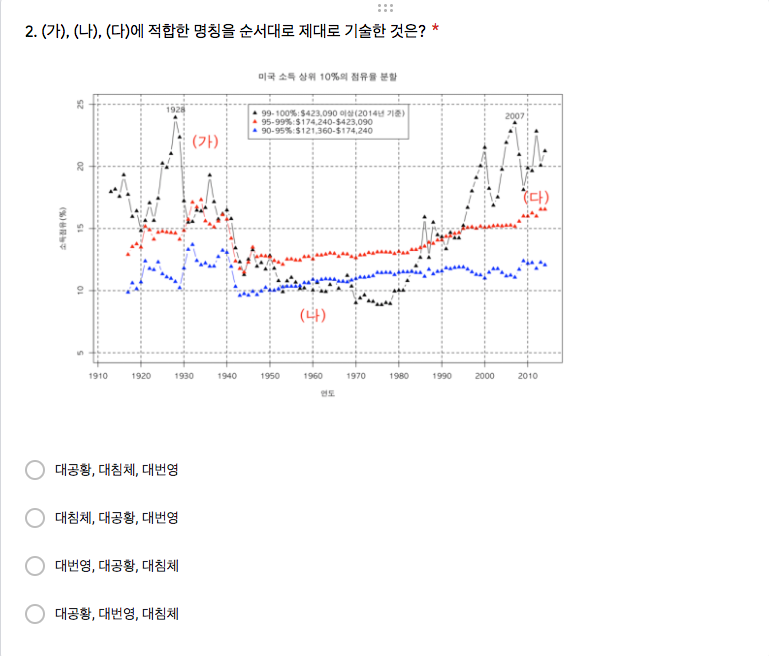 2. (가), (나), (다)에 적합한 명칭을 순서대로 제대로 기술한 것은? *
미국 소득 상위 10%의 점유율 분할
1928
99-100%: $423,090 이상(2014년 기준)
95-99%: $174,240-$423,090
90-95%: $121,360-$174,240
2007
(가)
(다)
(나)
소득점유(%)
25
20
15
10
5
1910 1920 1930 1940 1950 1960 1970 1980 1990 2000 2010
연도
대공황, 대침체, 대번영
대침체, 대공황, 대번영
대번영, 대공황, 대침체
대공황, 대번영, 대침체